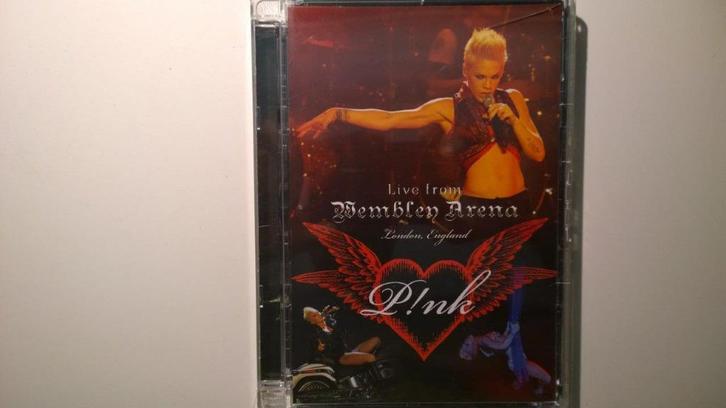 Live from
Wembley Arena
London, England
P!nk